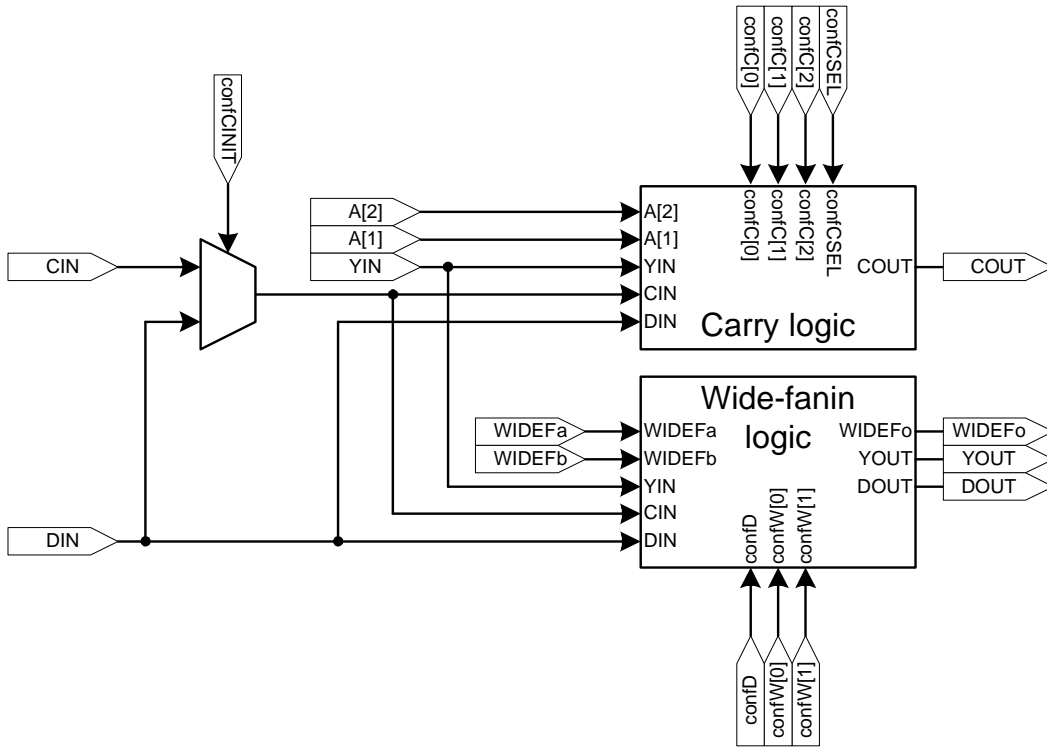 confC[0]
confC[1]
confC[2]
confCSEL
confCINIT
A[2]
A[1]
YIN
CIN
DIN
A[2]
A[1]
YIN
CIN
DIN
confC[0]
confC[1]
confC[2]
confCSEL
COUT
Carry logic
COUT
WIDEFa
WIDEFb
Wide-fanin
logic
WIDEFa
WIDEFb
YIN
CIN
DIN
WIDEFo
YOUT
DOUT
confD
confW[0]
confW[1]
WIDEFo
YOUT
DOUT
confD
confW[0]
confW[1]